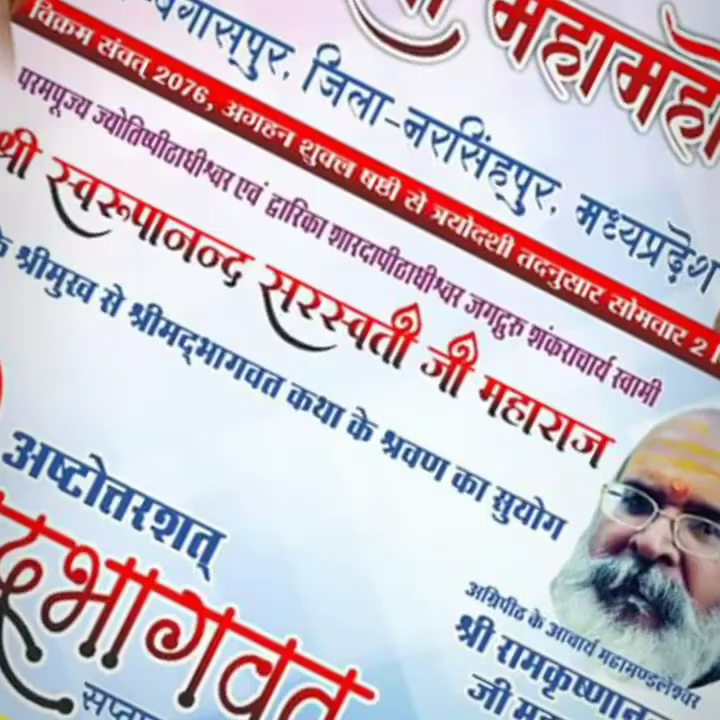 श्री महामहो
जिला-नरसिंहपुर, मध्यप्रदेश
विक्रम संवत् 2076, अगहन शुक्ल षष्ठी से त्रयोदशी तदनुसार सोमवार 2
परमपूज्य ज्योतिष्पीठाधीश्वर एवं द्वारिका शारदापीठाधीश्वर जगद्गुरु शंकराचार्य स्वामी
श्री स्वरूपानन्द सरस्वती जी महाराज
के श्रीमुख से श्रीमद्भागवत कथा के श्रवण का सुयोग
अष्टोत्तरशत्
द्भागवत
सप्ता
अग्निपीठ के आचार्य महामण्डलेश्वर
श्री रामकृष्णान
जी म